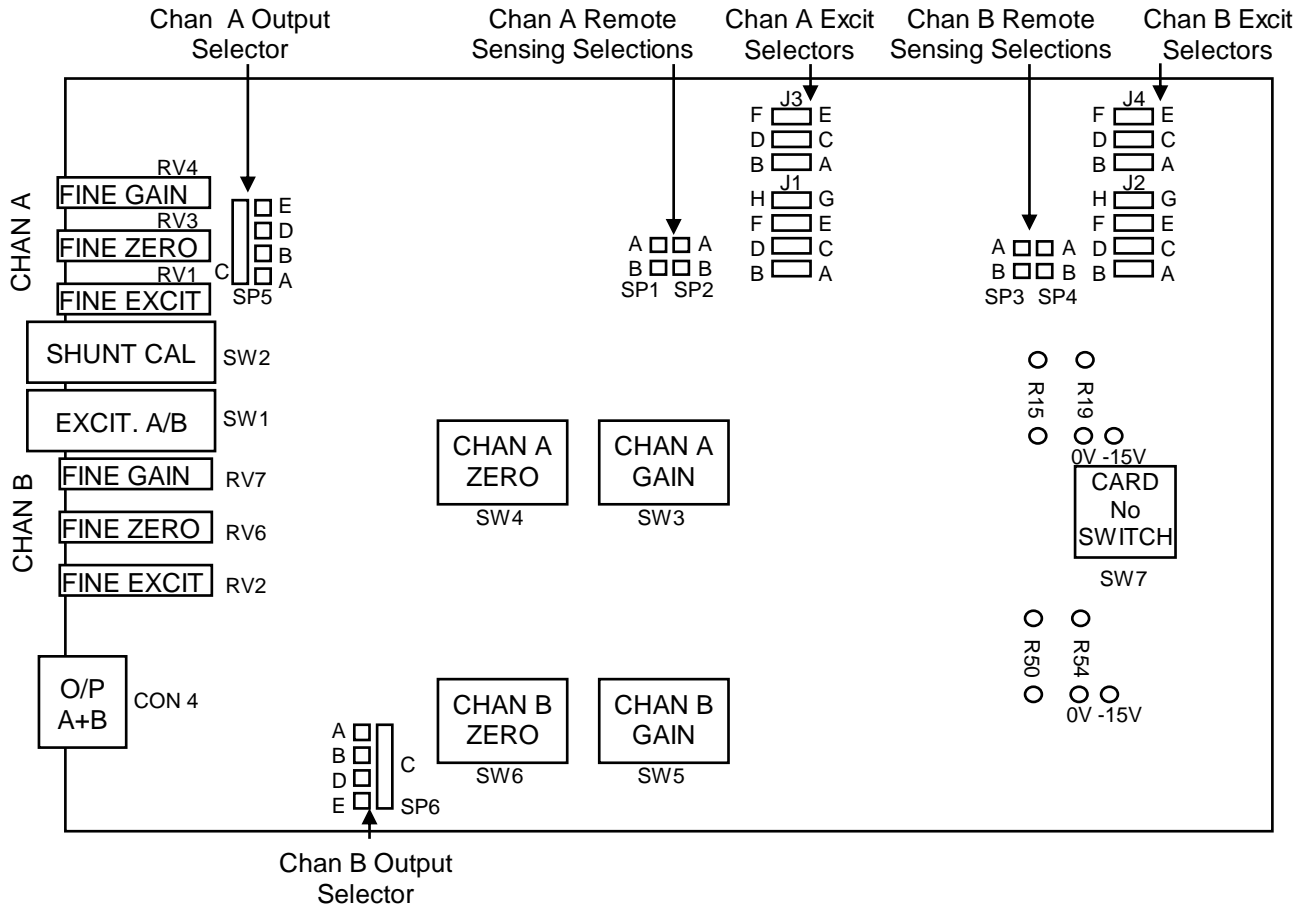 Chan A Output
Selector
Chan A Remote
Sensing Selections
Chan A Excit
Selectors
Chan B Remote
Sensing Selections
Chan B Excit
Selectors
CHAN A
RV4
FINE GAIN
RV3
FINE ZERO
RV1
FINE EXCIT
E
D
B
A
C
SP5
SHUNT CAL
SW2
EXCIT. A/B
SW1
CHAN B
FINE GAIN
RV7
FINE ZERO
RV6
FINE EXCIT
RV2
O/P
A+B
CON 4
A A
B B
SP1 SP2
J3
F E
D C
B A
J1
H G
F E
D C
B A
A A
B B
SP3 SP4
J4
F E
D C
B A
J2
H G
F E
D C
B A
R15
R19
0V -15V
CARD
No
SWITCH
SW7
CHAN A
ZERO
SW4
CHAN A
GAIN
SW3
R50
R54
0V -15V
CHAN B
ZERO
SW6
CHAN B
GAIN
SW5
A
B
D
E
C
SP6
Chan B Output
Selector